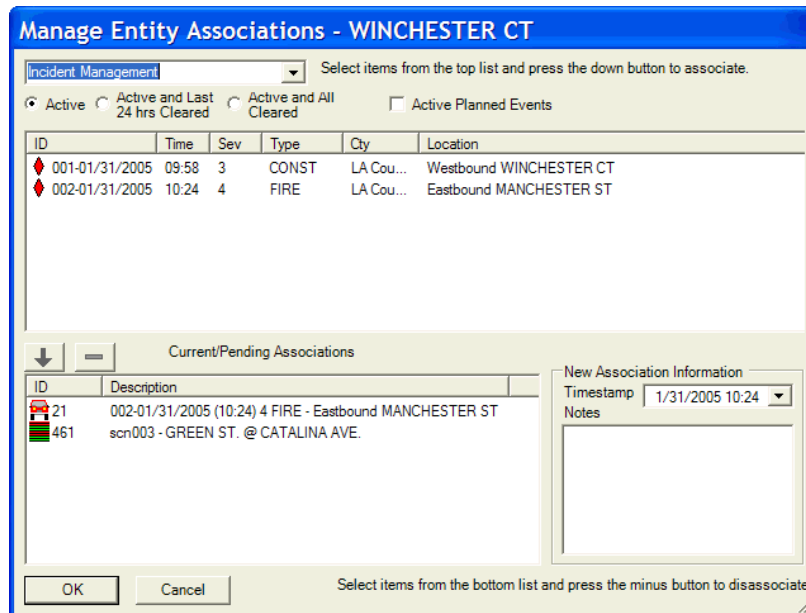 Manage Entity Associations - WINCHESTER CT
Incident Management Select items from the top list and press the down button to associate.
Active Active and Last 24 hrs Cleared Active and All Cleared Active Planned Events
ID Time Sev Type Cty Location
001-01/31/2005 09:58 3 CONST LA Cou... Westbound WINCHESTER CT
002-01/31/2005 10:24 4 FIRE LA Cou... Eastbound MANCHESTER ST
Current/Pending Associations
ID Description
21 002-01/31/2005 (10:24) 4 FIRE - Eastbound MANCHESTER ST
461 scn003 - GREEN ST. @ CATALINA AVE.
New Association Information
Timestamp 1/31/2005 10:24
Notes
OK Cancel Select items from the bottom list and press the minus button to disassociate